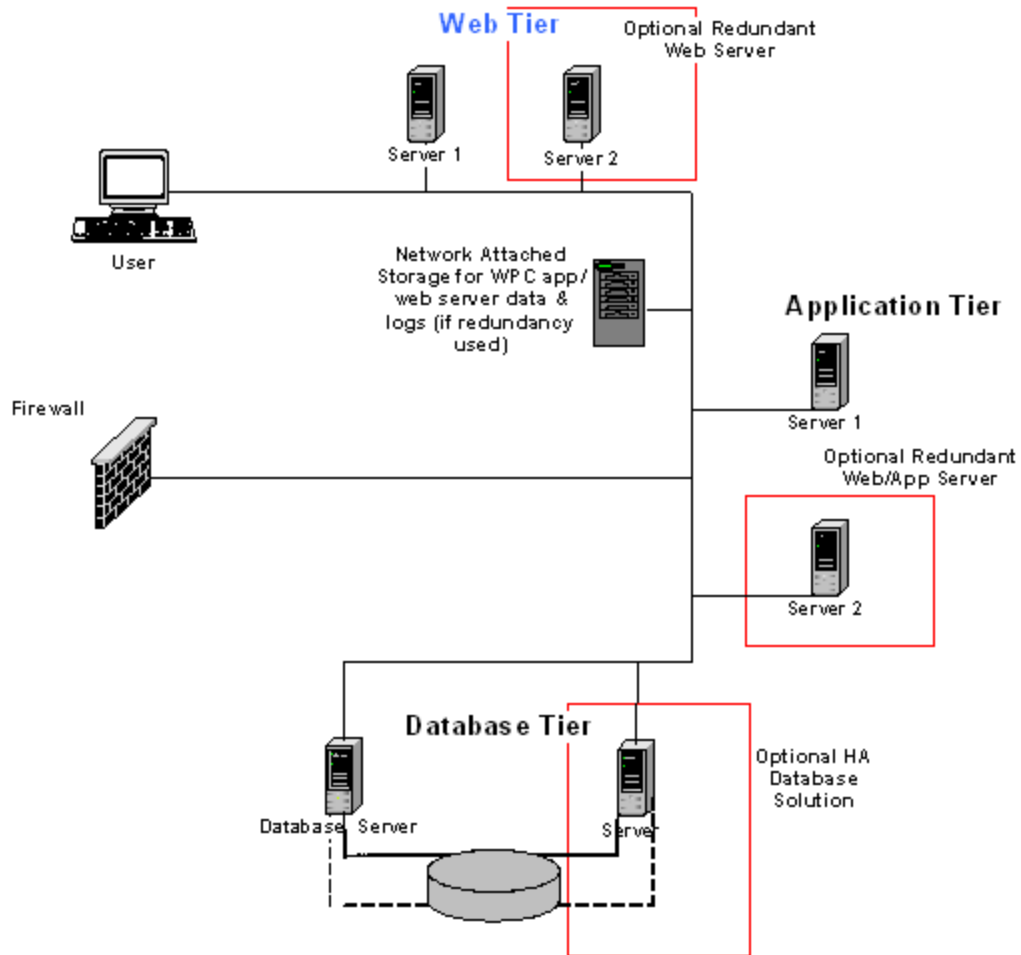 Web Tier
Optional Redundant
Web Server
Server 1
Server 2
User
Network Attached
Storage for WPC app/
web server data &
logs (if redundancy
used)
Application Tier
Server 1
Firewall
Optional Redundant
Web/App Server
Server 2
Database Tier
Optional HA
Database
Solution
Database Server
Server